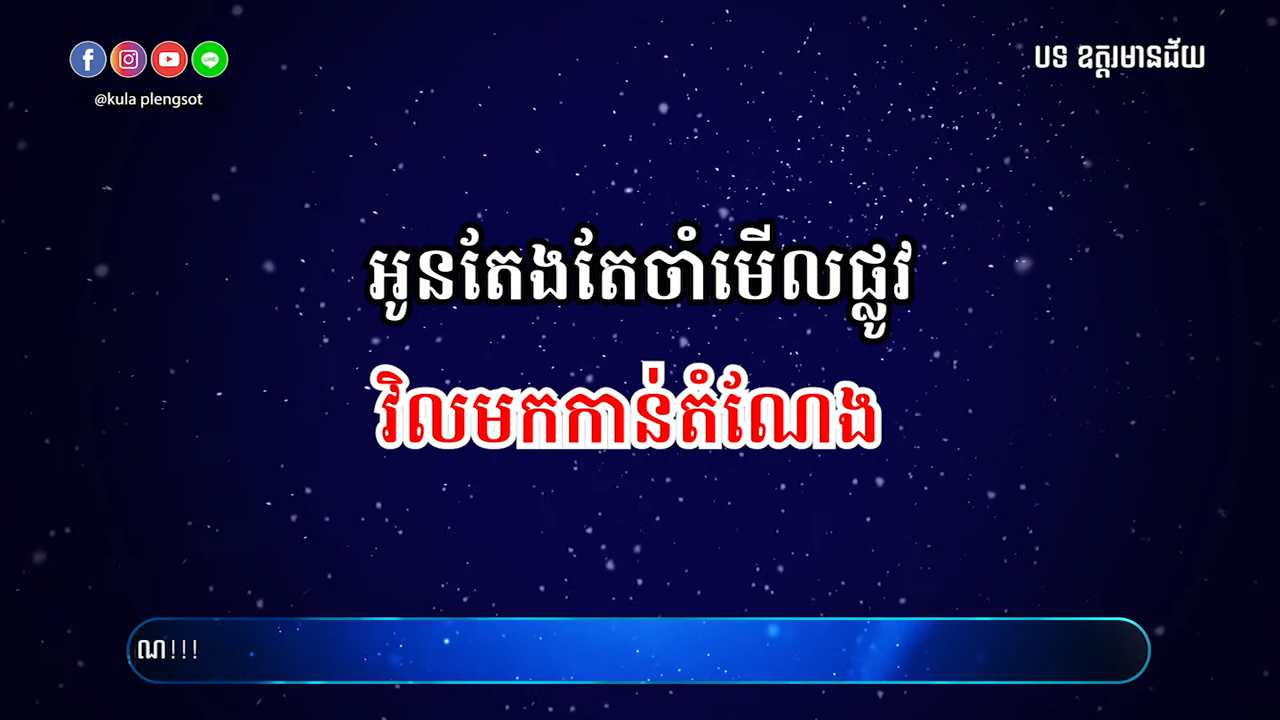 @kula plengsot
បទ ឧត្តរមានជ័យ
អូនតែងតែចាំមើលផ្លូវ
វិលមកកាន់តំណែង
ណ!!!